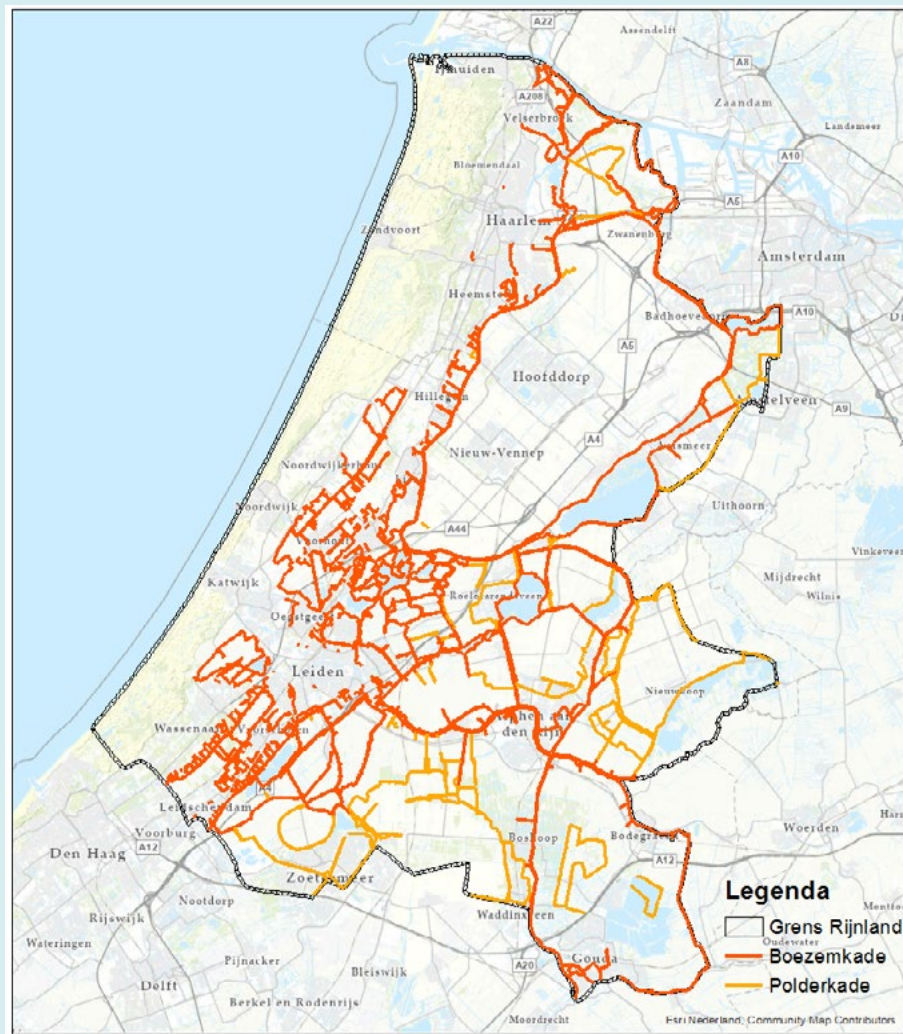 A22
Assendelft
IJmuiden
A8
A208
Zaandam
Velserbroek
Landsmeer
Bloemendaal
A10
Haarlem
A5
Zandvoort
Zwanenburg
Amsterdam
Heemste
Badhoevedorp
A10
A5
Hoofddorp
Hillegom
A9
A4
Nieuw-Vennep
Aalsmeer
Noordwijkerhout
Noordwijk
A44
Uithoorn
Voorhout
Vinkeveen
Katwijk
Mijdrecht
Roelofarendsveen
Wilnis
Oegstgeest
Leiden
Nieuwkoop
Wassenaar
Voorschoten
Alphen aan
den Rijn
A4
Leidschendam
Voorburg
Boskoop
Bodegraven
Woerden
Den Haag
A12
A12
Zoetermeer
Rijswijk
Nootdorp
Waddinxveen
Oudewater
Wateringen
Pijnacker
Bleiswijk
A20
Gouda
Delft
Berkel en Rodenrijs
Moordrecht
Legenda
Grens Rijnland
Boezemkade
Polderkade
Esri Nederland, Community Map Contributors